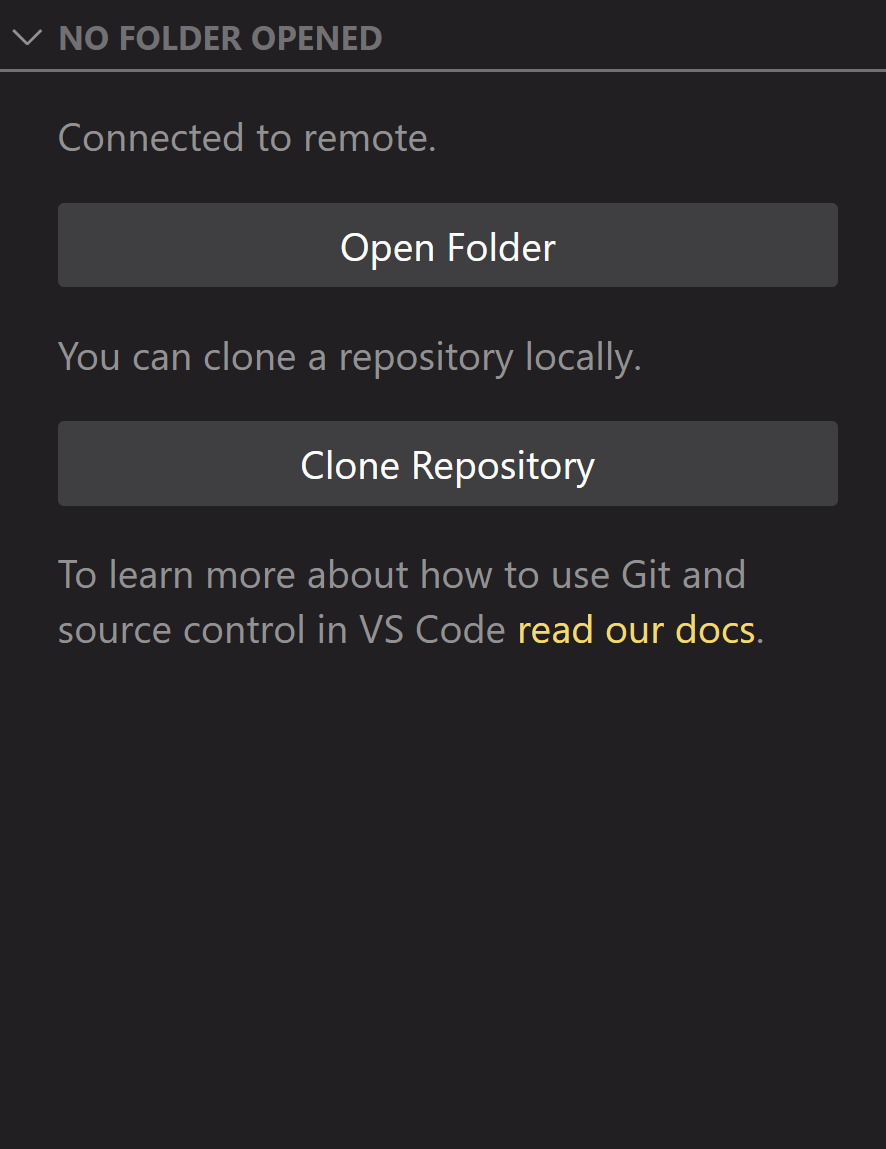 NO FOLDER OPENED
Connected to remote.
Open Folder
You can clone a repository locally.
Clone Repository
To learn more about how to use Git and
source control in VS Code read our docs.